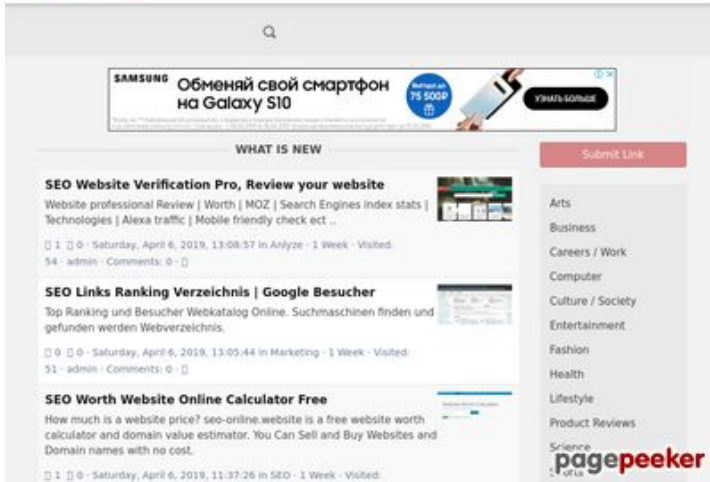 SAMSUNG
Обменяй свой смартфон
на Galaxy S10
75 500₽
УЗНАТЬ БОЛЬШЕ
WHAT IS NEW
Submit Link
SEO Website Verification Pro, Review your website
Website professional Review | Worth | MOZ | Search Engines index stats |
Technologies | Alexa traffic | Mobile friendly check ect ..
1 0 · Saturday, April 6, 2019, 13:08:57 in Anlyze · 1 Week · Visited:
54 · admin · Comments: 0 ·
SEO Links Ranking Verzeichnis | Google Besucher
Top Ranking und Besucher Webkatalog Online. Suchmaschinen finden und
gefunden werden Webverzeichnis.
0 0 · Saturday, April 6, 2019, 13:05:44 in Marketing · 1 Week · Visited:
51 · admin · Comments: 0 ·
SEO Worth Website Online Calculator Free
How much is a website price? seo-online.website is a free website worth
calculator and domain value estimator. You Can Sell and Buy Websites and
Domain names with no cost.
1 0 · Saturday, April 6, 2019, 11:37:26 in SEO · 1 Week · Visited:
Arts
Business
Careers / Work
Computer
Culture / Society
Entertainment
Fashion
Health
Lifestyle
Product Reviews
Science
pagepeeker